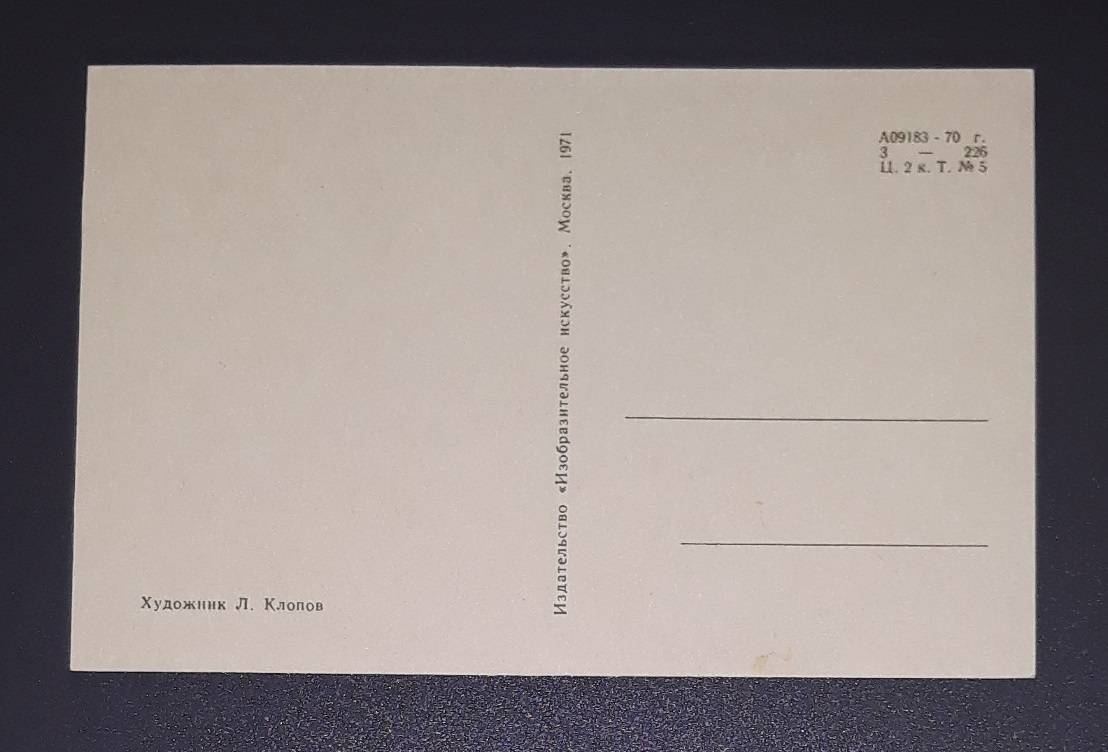 Художник Л. Клопов
Издательство «Изобразительное искусство». Москва. 1971
А09183 - 70 г.
3 — 226
Ц. 2 к. Т. № 5